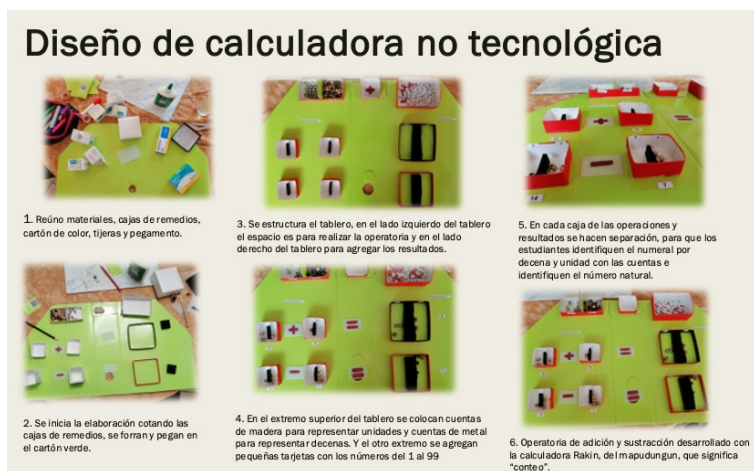 Diseño de calculadora no tecnológica
1. Reúno materiales, cajas de remedios,
cartón de color, tijeras y pegamento.
2. Se inicia la elaboración cotando las
cajas de remedios, se forran y pegan en
el cartón verde.
3. Se estructura el tablero, en el lado izquierdo del tablero
el espacio es para realizar la operatoria y en el lado
derecho del tablero para agregar los resultados.
4. En el extremo superior del tablero se colocan cuentas
de madera para representar unidades y cuentas de metal
para representar decenas. Y el otro extremo se agregan
pequeñas tarjetas con los números del 1 al 99
5. En cada caja de las operaciones y
resultados se hacen separación, para que los
estudiantes identifiquen el numeral por
decena y unidad con las cuentas e
identifiquen el número natural.
6. Operatoria de adición y sustracción desarrollado con
la calculadora Rakin, del mapudungun, que significa
"conteo".